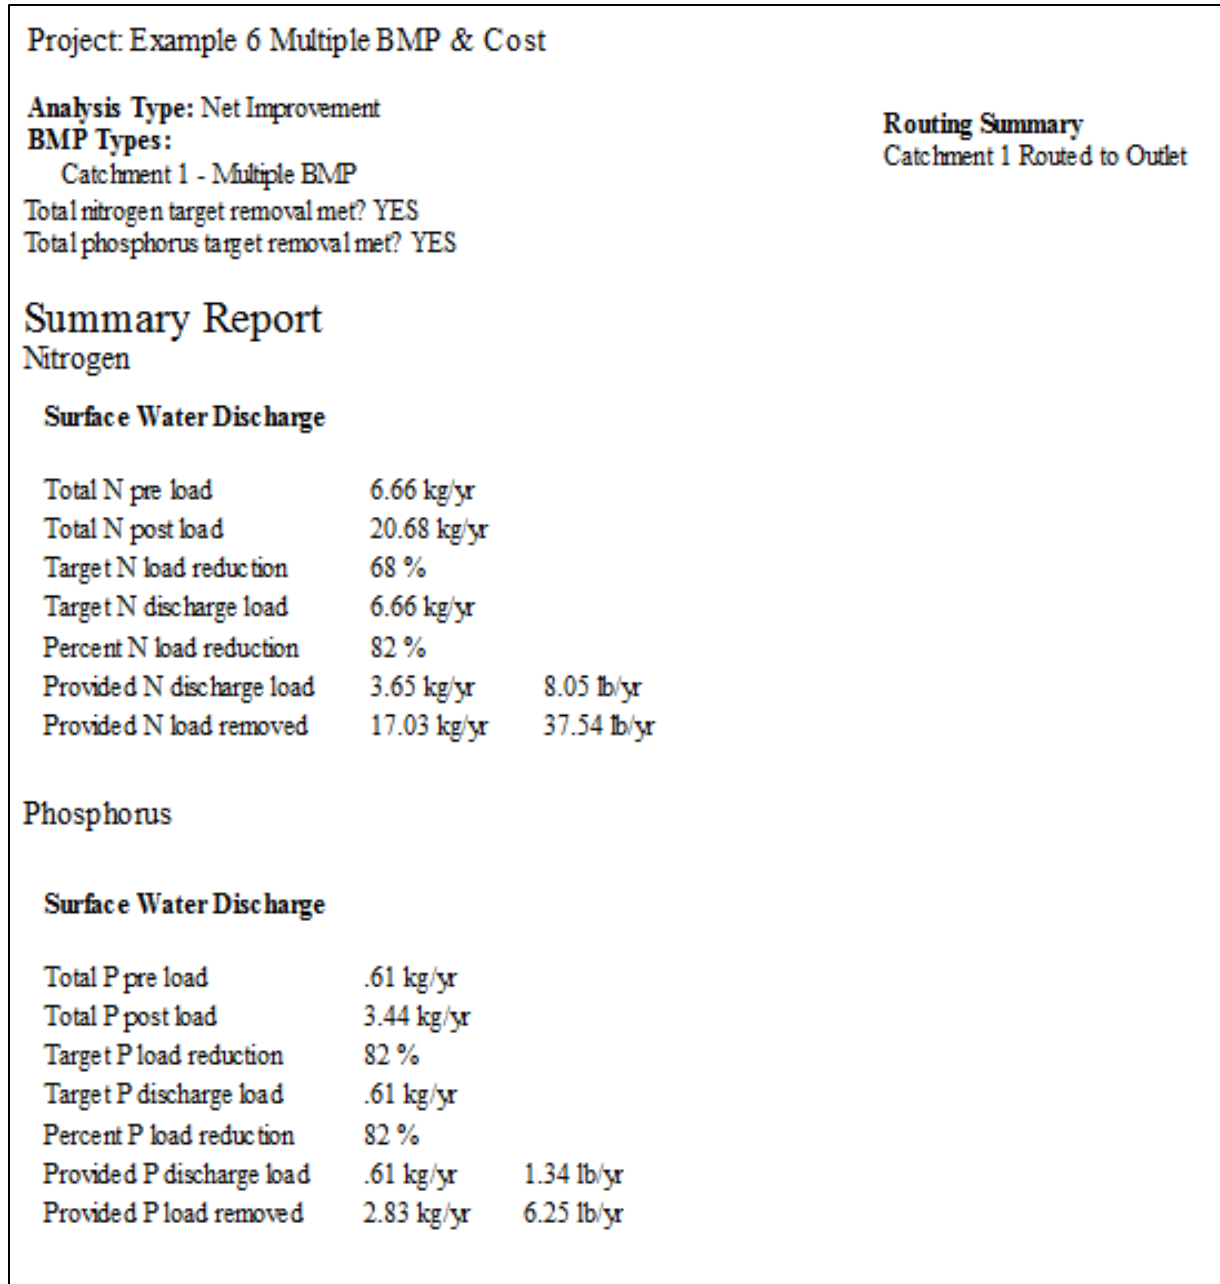 Project: Example 6 Multiple BMP & Cost
Analysis Type: Net Improvement
BMP Types:
Catchment 1 - Multiple BMP
Total nitrogen target removal met? YES
Total phosphorus target removal met? YES
Routing Summary
Catchment 1 Routed to Outlet
Summary Report
Nitrogen
Surface Water Discharge
Total N pre load 6.66 kg/yr
Total N post load 20.68 kg/yr
Target N load reduction 68 %
Target N discharge load 6.66 kg/yr
Percent N load reduction 82 %
Provided N discharge load 3.65 kg/yr 8.05 lb/yr
Provided N load removed 17.03 kg/yr 37.54 lb/yr
Phosphorus
Surface Water Discharge
Total P pre load .61 kg/yr
Total P post load 3.44 kg/yr
Target P load reduction 82 %
Target P discharge load .61 kg/yr
Percent P load reduction 82 %
Provided P discharge load .61 kg/yr 1.34 lb/yr
Provided P load removed 2.83 kg/yr 6.25 lb/yr